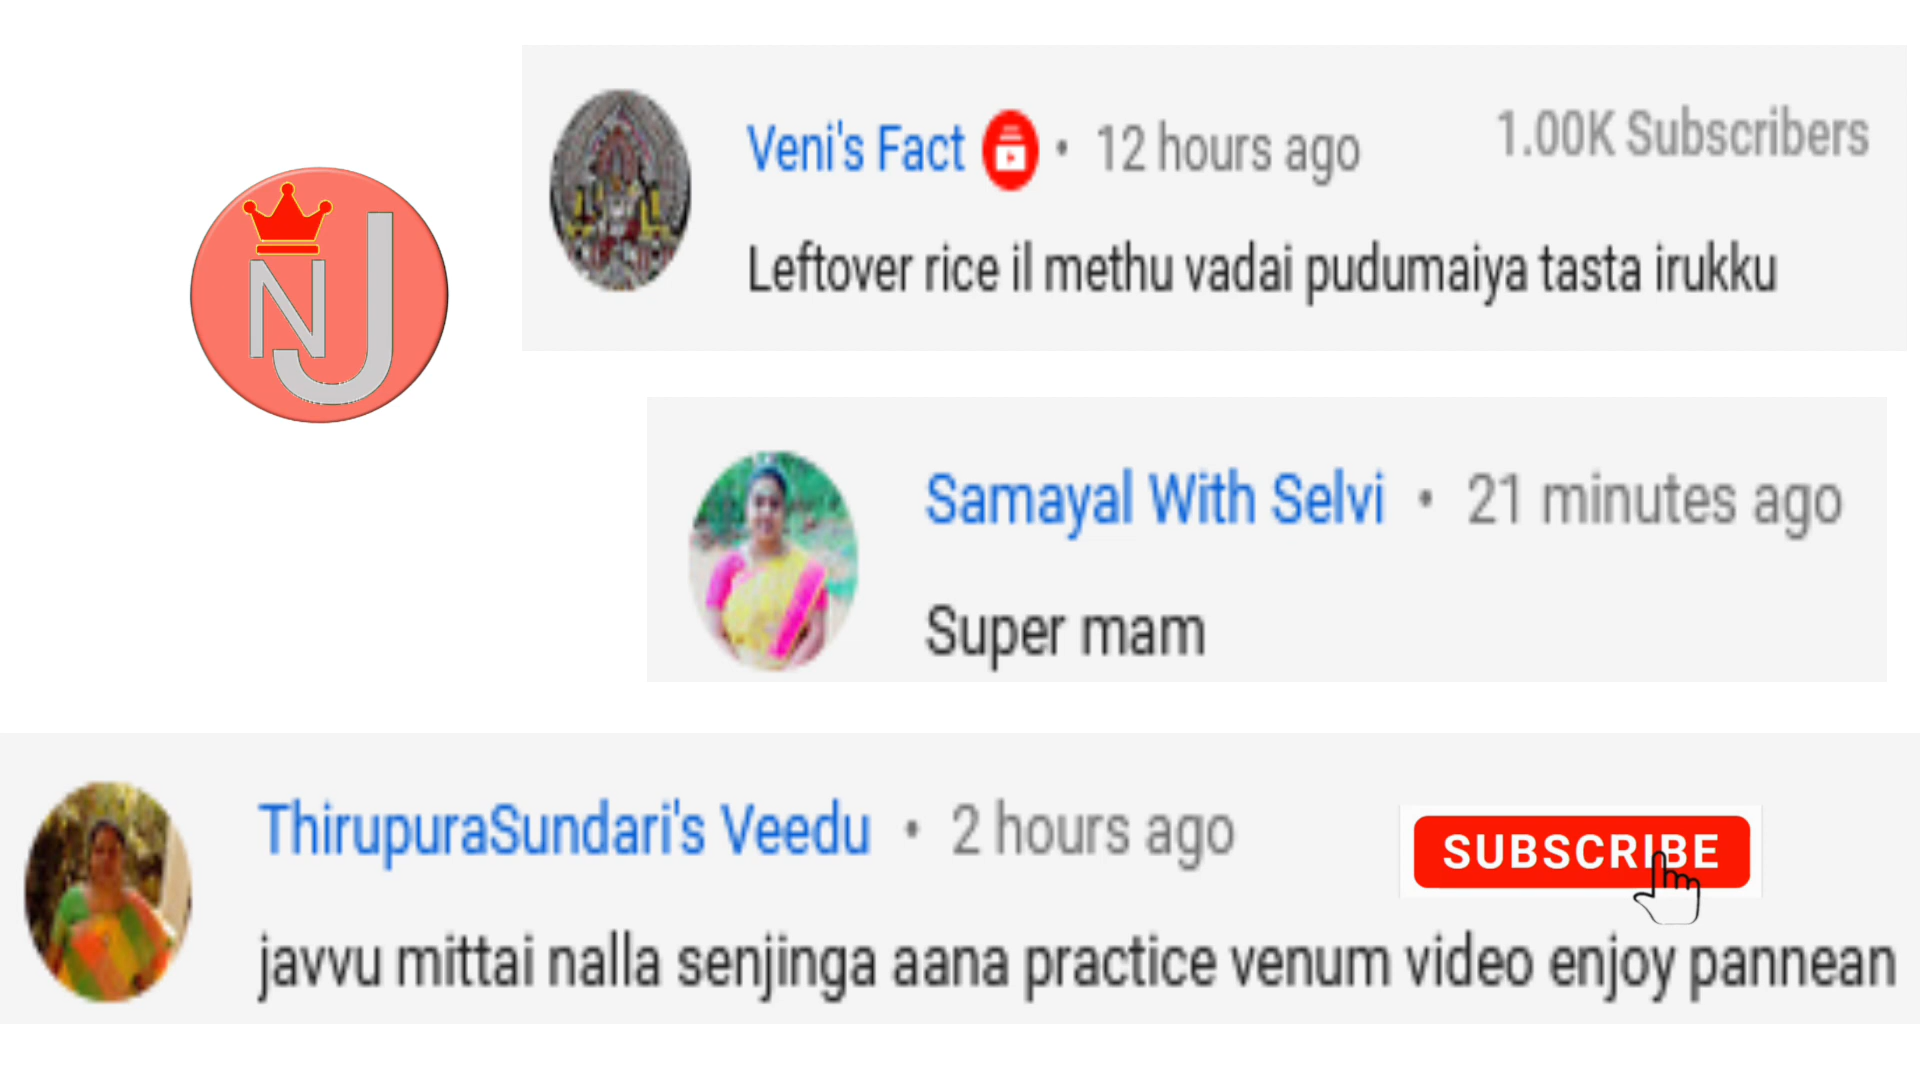 NJ
Veni's Fact • 12 hours ago 1.00K Subscribers
Leftover rice il methu vadai pudumaiya tasta irukku
Samayal With Selvi • 21 minutes ago
Super mam
ThirupuraSundari's Veedu • 2 hours ago SUBSCRIBE
javvu mittai nalla senjinga aana practice venum video enjoy pannean